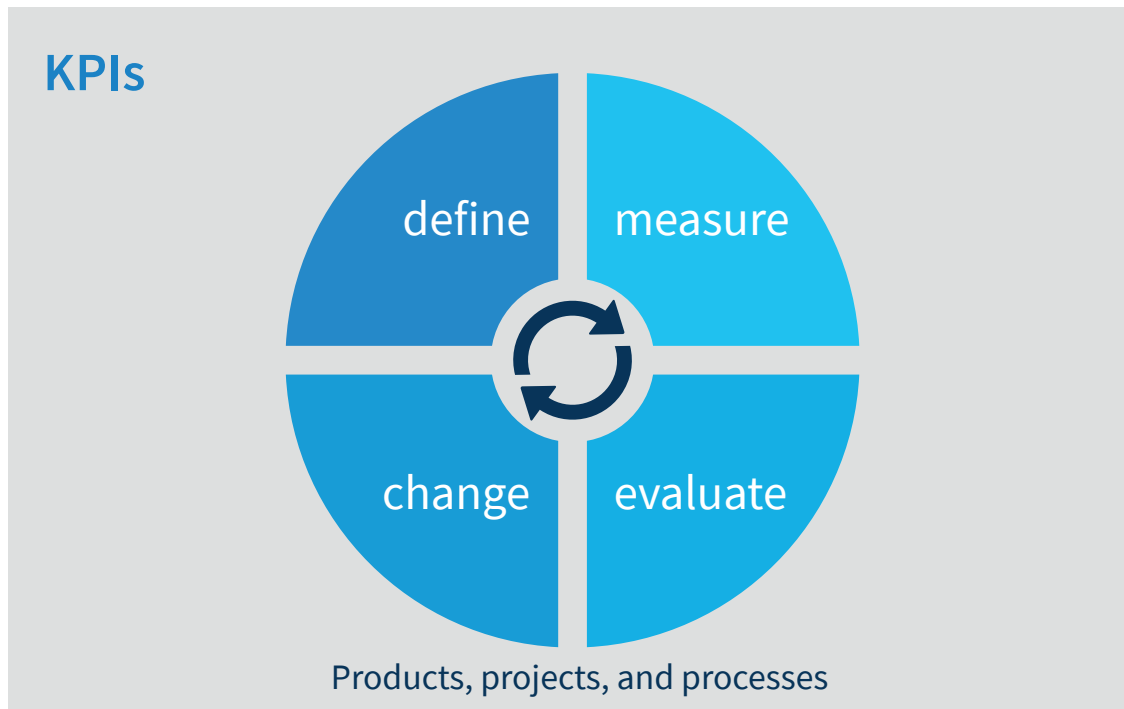 KPIs
define
measure
change
evaluate
Products, projects, and processes